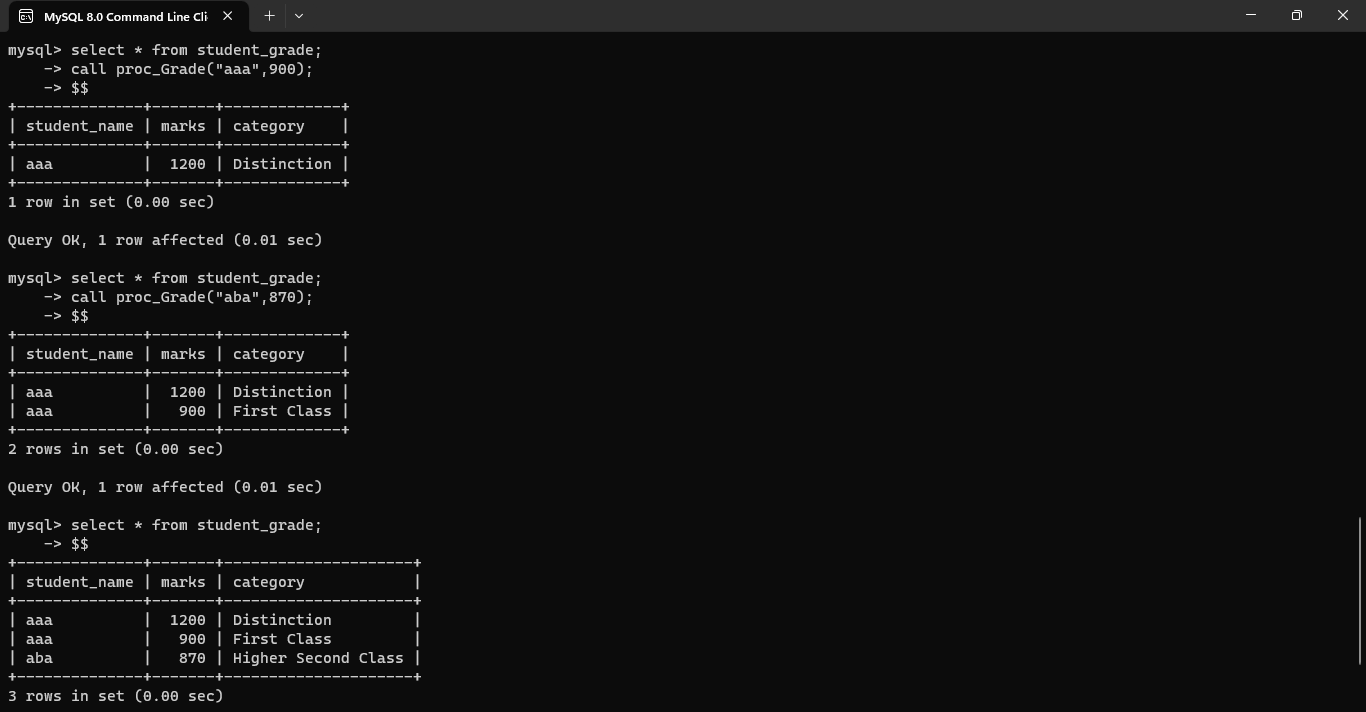 MySQL 8.0 Command Line Cli
mysql> select * from student_grade;
    -> call proc_Grade("aaa",900);
    -> $$
+--------------+-------+-------------+
| student_name | marks | category    |
+--------------+-------+-------------+
| aaa          |  1200 | Distinction |
+--------------+-------+-------------+
1 row in set (0.00 sec)
Query OK, 1 row affected (0.01 sec)
mysql> select * from student_grade;
    -> call proc_Grade("aba",870);
    -> $$
+--------------+-------+-------------+
| student_name | marks | category    |
+--------------+-------+-------------+
| aaa          |  1200 | Distinction |
| aaa          |   900 | First Class |
+--------------+-------+-------------+
2 rows in set (0.00 sec)
Query OK, 1 row affected (0.01 sec)
mysql> select * from student_grade;
    -> $$
+--------------+-------+---------------------+
| student_name | marks | category            |
+--------------+-------+---------------------+
| aaa          |  1200 | Distinction         |
| aaa          |   900 | First Class         |
| aba          |   870 | Higher Second Class |
+--------------+-------+---------------------+
3 rows in set (0.00 sec)